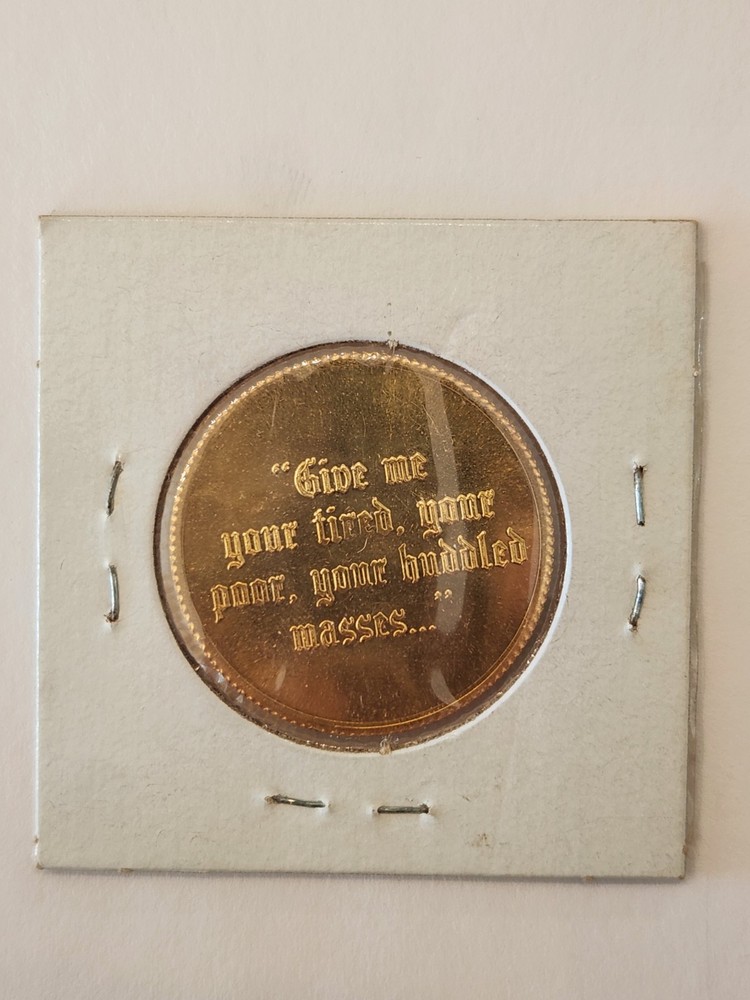 "Give me
your tired, your
poor, your huddled
masses..."